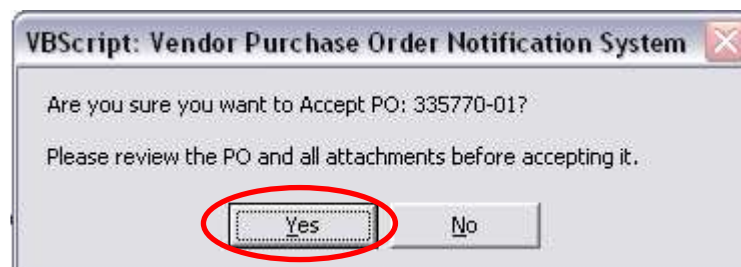 VBScript: Vendor Purchase Order Notification System
Are you sure you want to Accept PO: 335770-01?
Please review the PO and all attachments before accepting it.
Yes No